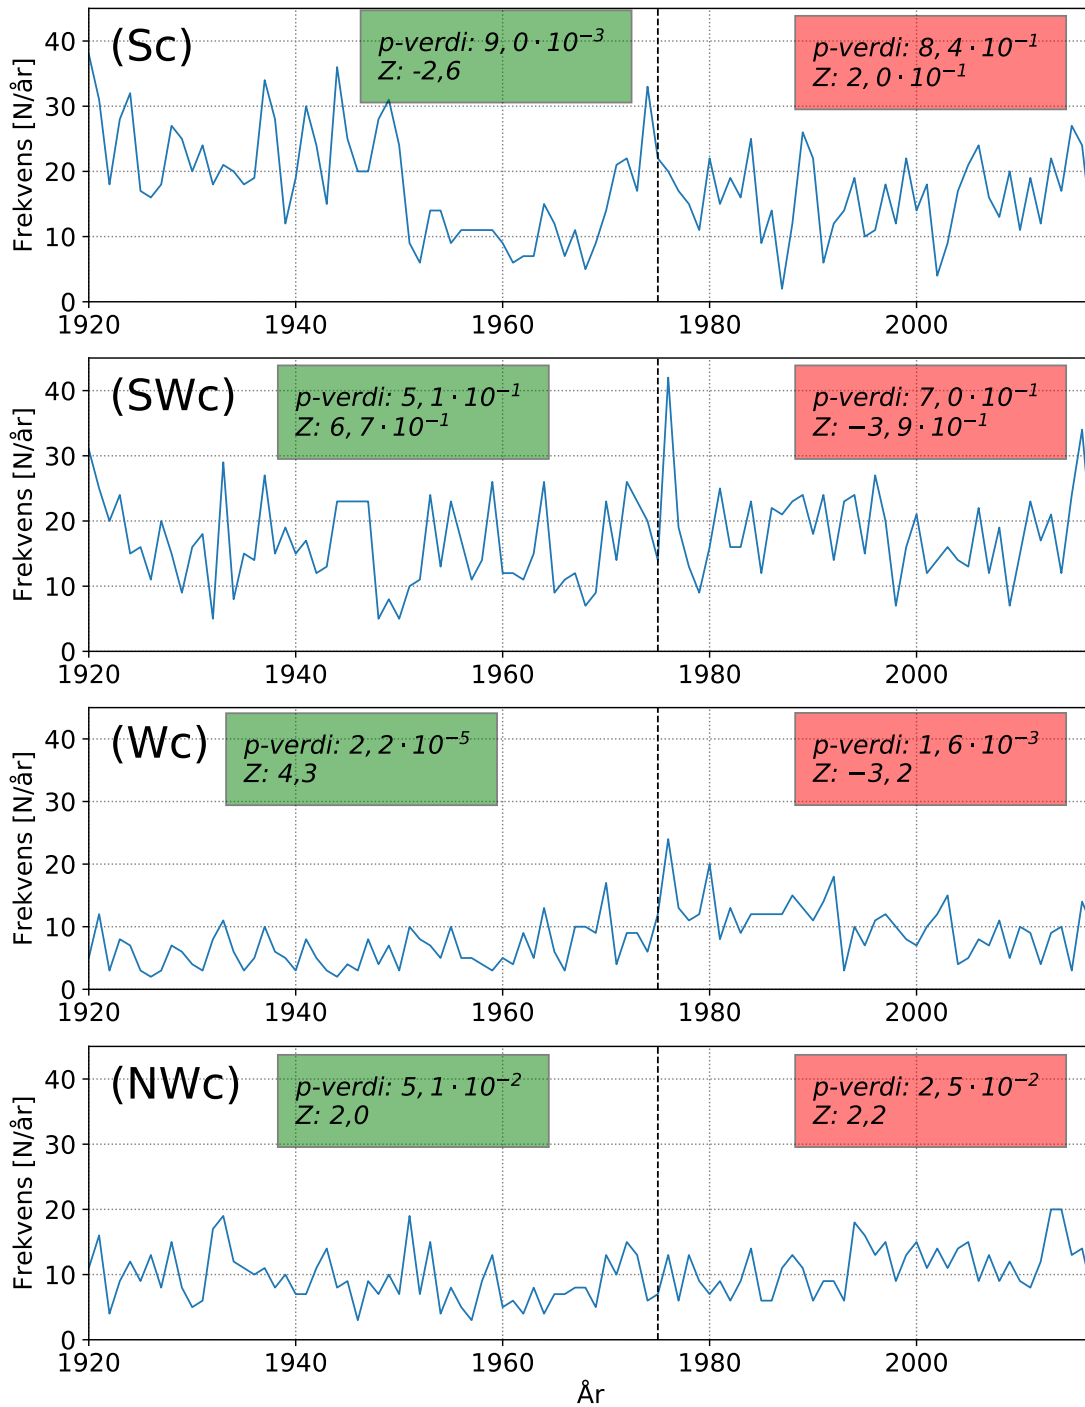 (Sc)
p-verdi: 9,0·10⁻³
Z: -2,6
p-verdi: 8,4·10⁻¹
Z: 2,0·10⁻¹
Frekvens [N/år]
40
30
20
10
0
1920 1940 1960 1980 2000
(SWc)
p-verdi: 5,1·10⁻¹
Z: 6,7·10⁻¹
p-verdi: 7,0·10⁻¹
Z: −3,9·10⁻¹
Frekvens [N/år]
40
30
20
10
0
1920 1940 1960 1980 2000
(Wc)
p-verdi: 2,2·10⁻⁵
Z: 4,3
p-verdi: 1,6·10⁻³
Z: −3,2
Frekvens [N/år]
40
30
20
10
0
1920 1940 1960 1980 2000
(NWc)
p-verdi: 5,1·10⁻²
Z: 2,0
p-verdi: 2,5·10⁻²
Z: 2,2
Frekvens [N/år]
40
30
20
10
0
1920 1940 1960 1980 2000
År